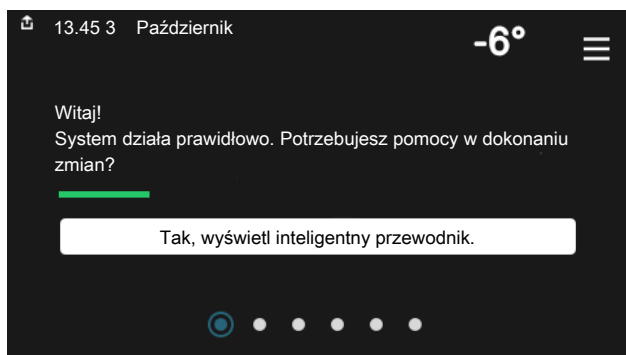 13.45 3 Październik
-6°
Witaj!
System działa prawidłowo. Potrzebujesz pomocy w dokonaniu
zmian?
Tak, wyświetl inteligentny przewodnik.